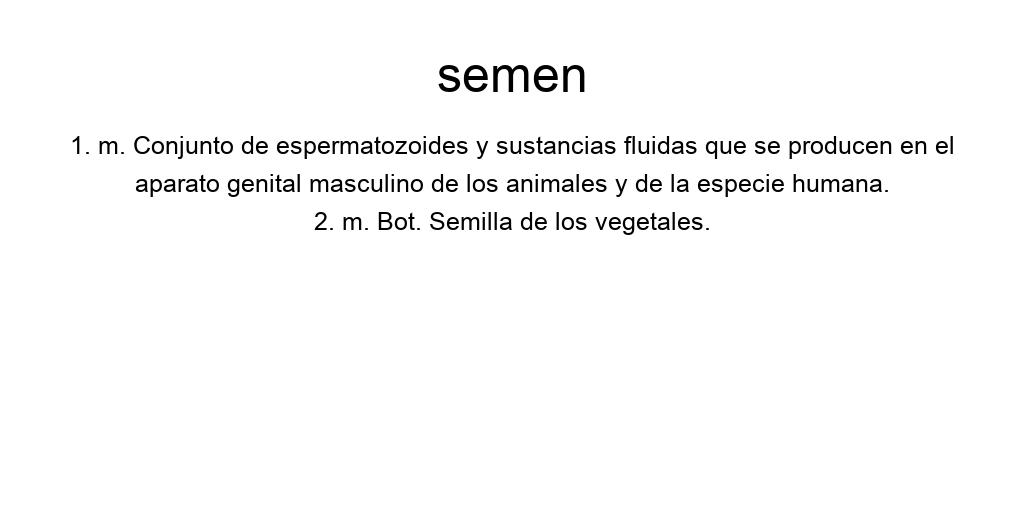 semen
1. m. Conjunto de espermatozoides y sustancias fluidas que se producen en el
aparato genital masculino de los animales y de la especie humana.
2. m. Bot. Semilla de los vegetales.